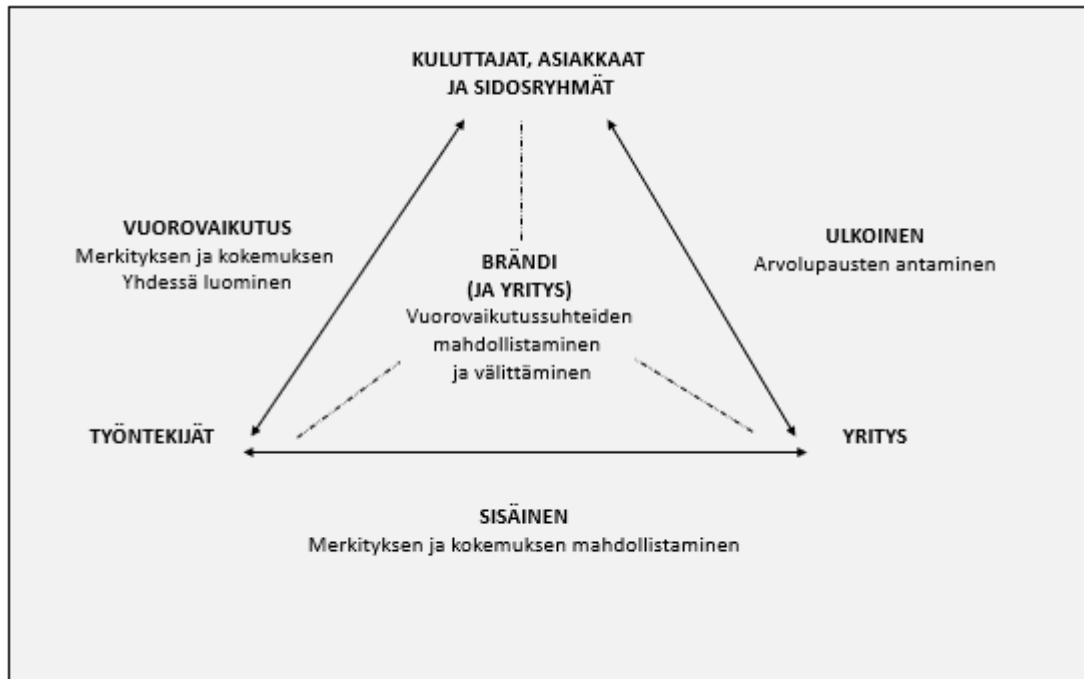 KULUTTAJAT, ASIAKKAAT
JA SIDOSRYHMÄT
VUOROVAIKUTUS
Merkityksen ja kokemuksen
Yhdessä luominen
ULKOINEN
Arvolupausten antaminen
BRÄNDI
(JA YRITYS)
Vuorovaikutussuhteiden
mahdollistaminen
ja välittäminen
TYÖNTEKIJÄT
YRITYS
SISÄINEN
Merkityksen ja kokemuksen mahdollistaminen